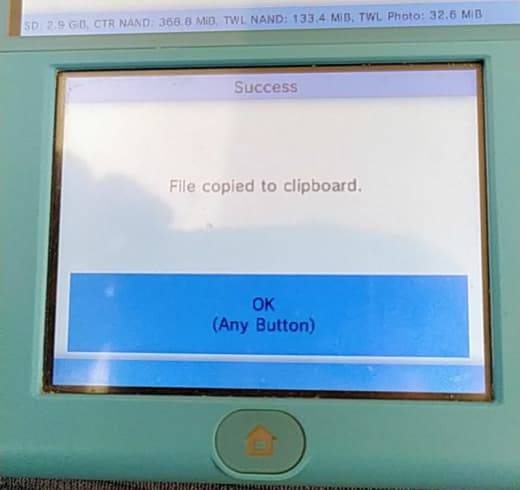 SD: 2.9 GiB, CTR NAND: 366.8 MiB, TWL NAND: 133.4 MiB, TWL Photo: 32.6 MiB
Success
File copied to clipboard.
OK
(Any Button)